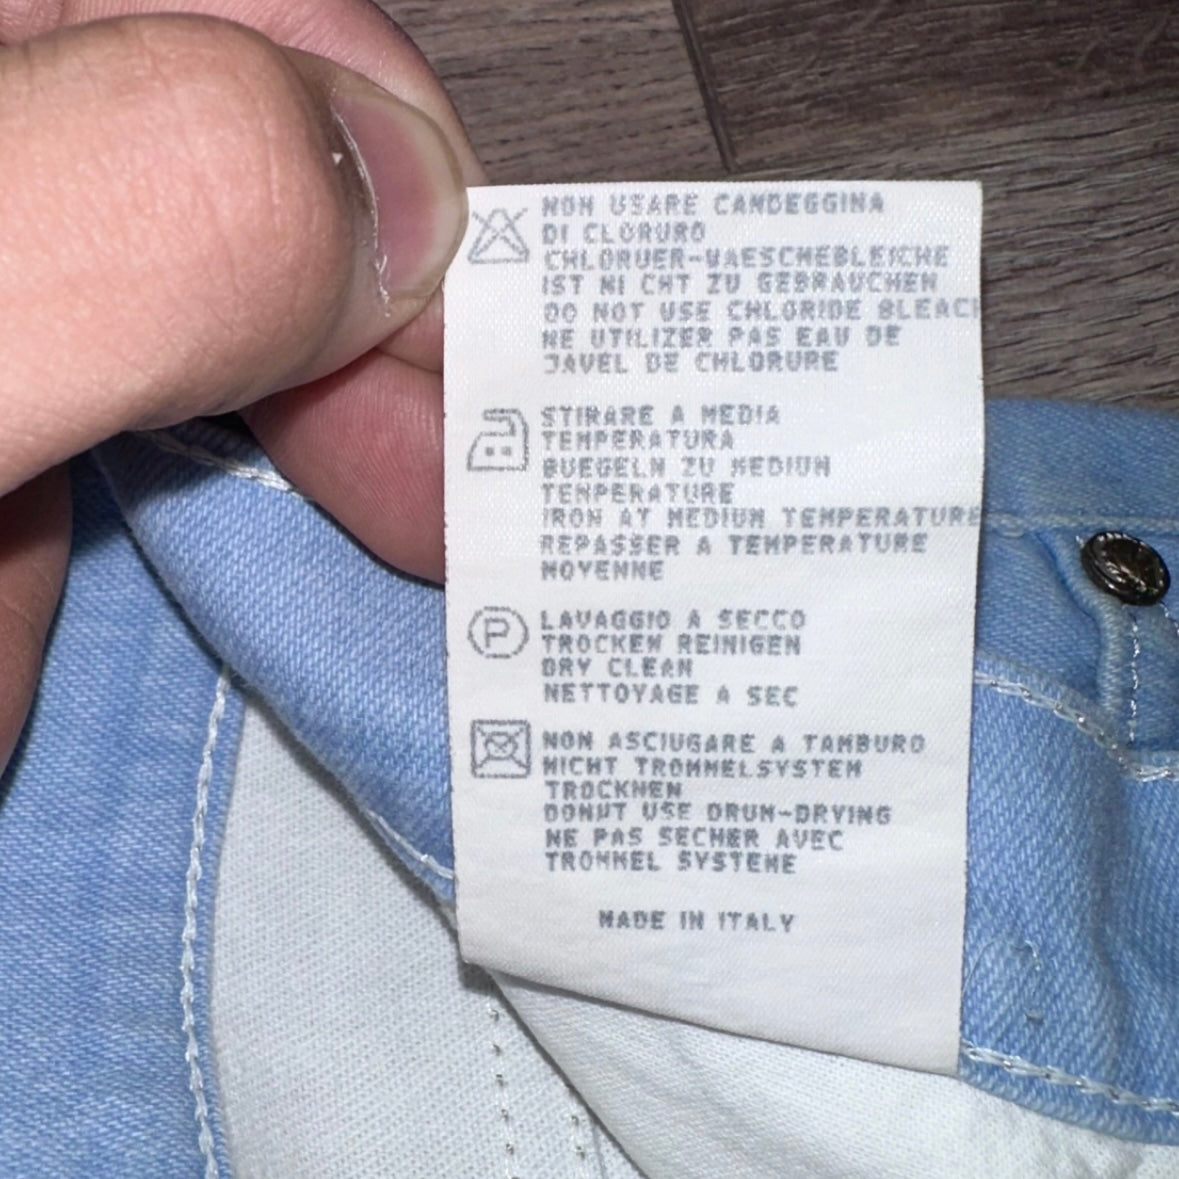 NON USARE CANDEGGINA
DI CLORURO
CHLORUER-WAESCHEBLEICHE
IST NI CHT ZU GEBRAUCHEN
DO NOT USE CHLORIDE BLEACH
NE UTILIZER PAS EAU DE
JAVEL DE CHLORURE
STIRARE A MEDIA
TEMPERATURA
BUEGELN ZU MEDIUM
TEMPERATURE
IRON AT MEDIUM TEMPERATURE
REPASSER A TEMPERATURE
MOYENNE
P
LAVAGGIO A SECCO
TROCKEN REINIGEN
DRY CLEAN
NETTOYAGE A SEC
NON ASCIUGARE A TAMBURO
NICHT TROMMELSYSTEM
TROCKNEN
DONUT USE DRUM-DRYING
NE PAS SECHER AVEC
TROMMEL SYSTEME
MADE IN ITALY